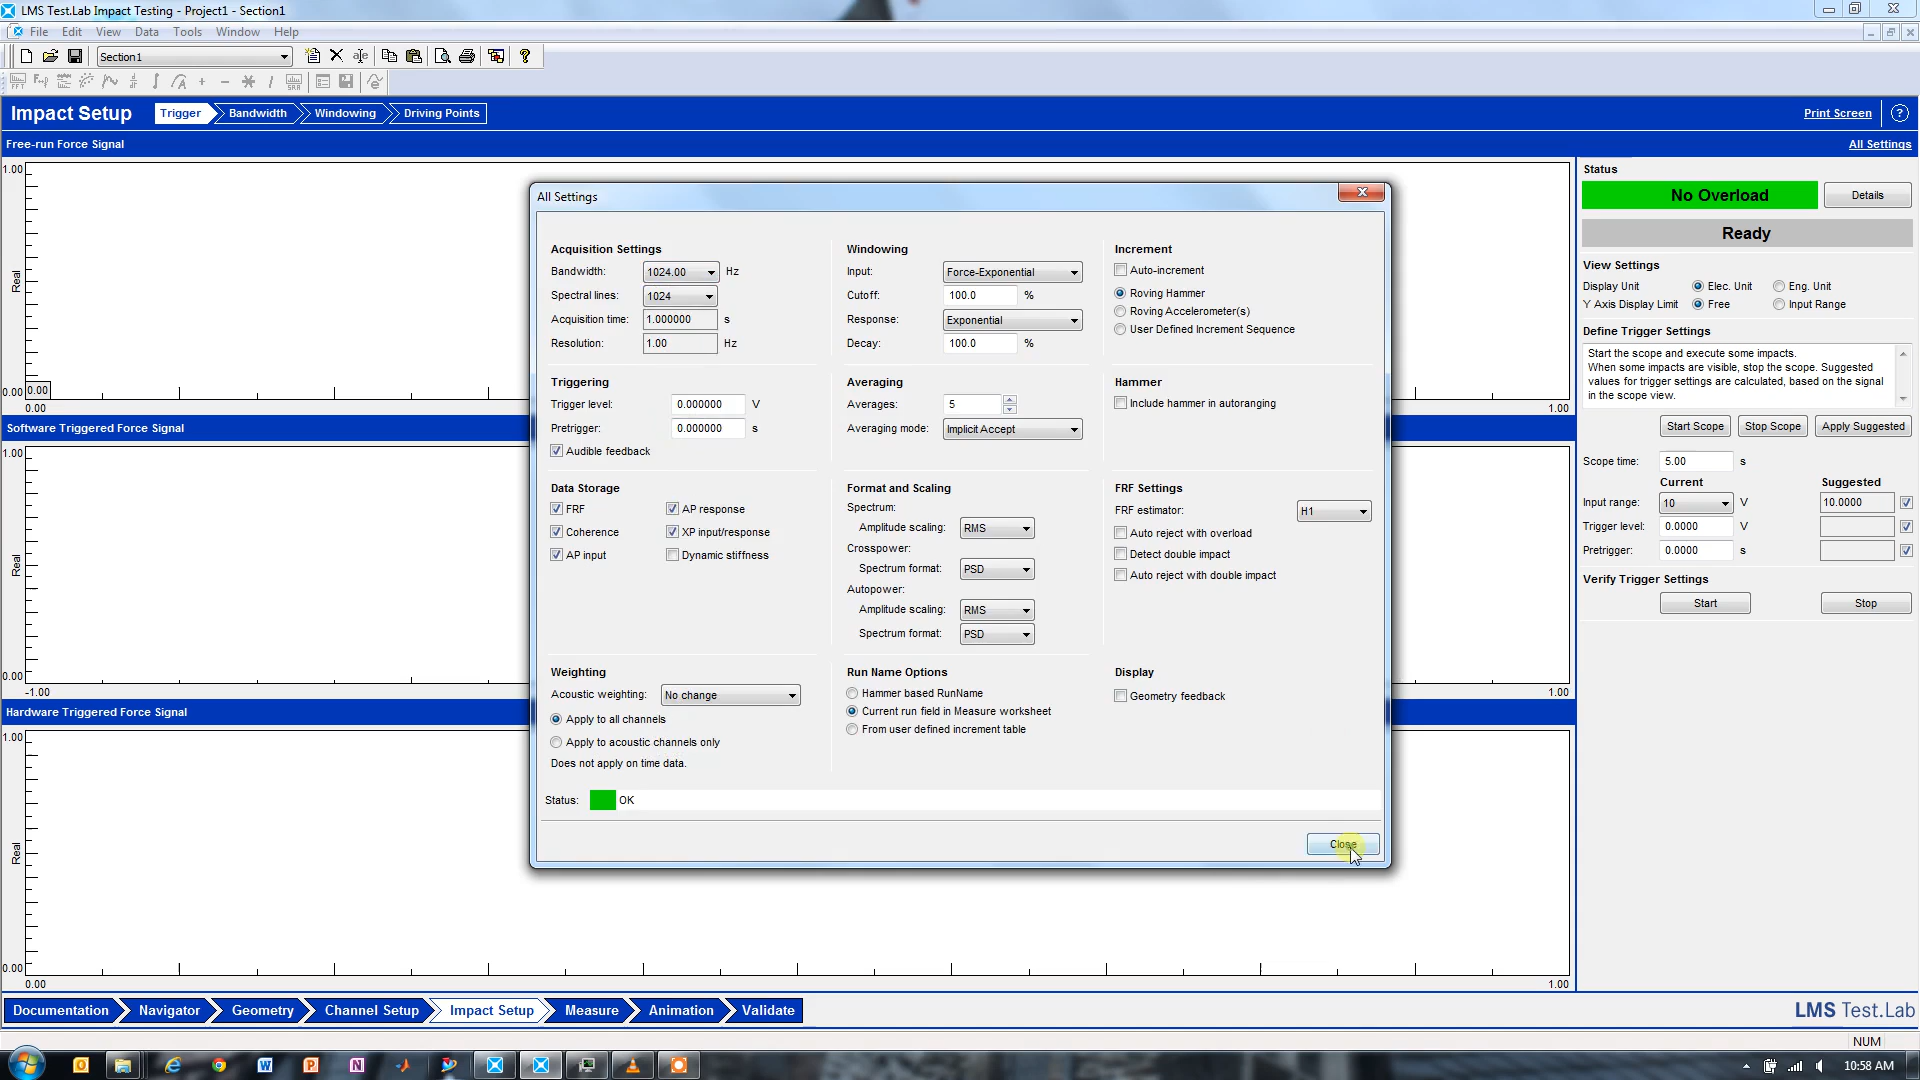 LMS Test.Lab Impact Testing - Project1 - Section1
File Edit View Data Tools Window Help
Section1
Impact Setup Trigger Bandwidth Windowing Driving Points Print Screen ?
Free-run Force Signal All Settings
1.00
Real
0.00 0.00
0.00 1.00
Software Triggered Force Signal
1.00
Real
0.00
-1.00 1.00
Hardware Triggered Force Signal
1.00
Real
0.00
0.00 1.00
All Settings
Acquisition Settings
Bandwidth: 1024.00 Hz
Spectral lines: 1024
Acquisition time: 1.000000 s
Resolution: 1.00 Hz
Windowing
Input: Force-Exponential
Cutoff: 100.0 %
Response: Exponential
Decay: 100.0 %
Increment
Auto-increment
Roving Hammer
Roving Accelerometer(s)
User Defined Increment Sequence
Triggering
Trigger level: 0.000000 V
Pretrigger: 0.000000 s
Audible feedback
Averaging
Averages: 5
Averaging mode: Implicit Accept
Hammer
Include hammer in autoranging
Data Storage
FRF AP response
Coherence XP input/response
AP input Dynamic stiffness
Format and Scaling
Spectrum:
Amplitude scaling: RMS
Crosspower:
Spectrum format: PSD
Autopower:
Amplitude scaling: RMS
Spectrum format: PSD
FRF Settings
FRF estimator: H1
Auto reject with overload
Detect double impact
Auto reject with double impact
Weighting
Acoustic weighting: No change
Apply to all channels
Apply to acoustic channels only
Does not apply on time data.
Run Name Options
Hammer based RunName
Current run field in Measure worksheet
From user defined increment table
Display
Geometry feedback
Status: OK
Close
Status
No Overload Details
Ready
View Settings
Display Unit Elec. Unit Eng. Unit
Y Axis Display Limit Free Input Range
Define Trigger Settings
Start the scope and execute some impacts.
When some impacts are visible, stop the scope. Suggested
values for trigger settings are calculated, based on the signal
in the scope view.
Start Scope Stop Scope Apply Suggested
Scope time: 5.00 s
Current Suggested
Input range: 10 V 10.0000
Trigger level: 0.0000 V
Pretrigger: 0.0000 s
Verify Trigger Settings
Start Stop
Documentation Navigator Geometry Channel Setup Impact Setup Measure Animation Validate LMS Test.Lab
NUM
10:58 AM